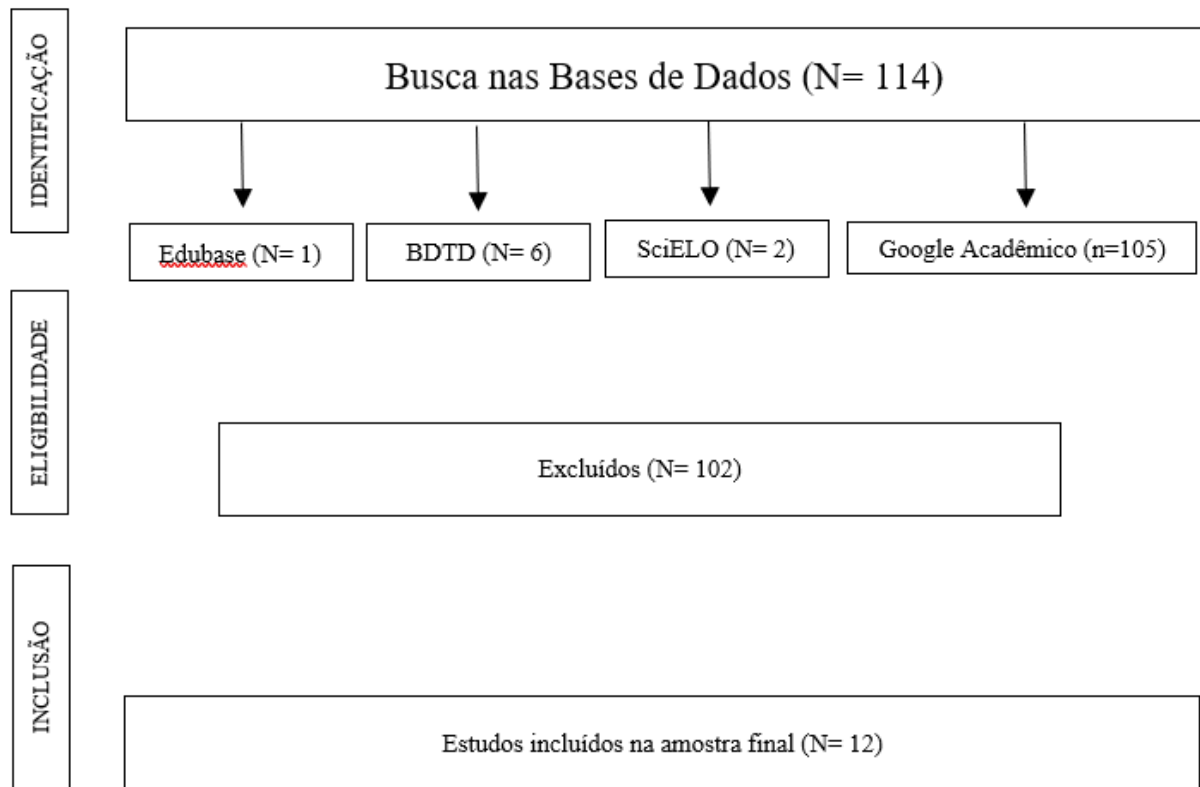 IDENTIFICAÇÃO
Busca nas Bases de Dados (N= 114)
Edubase (N= 1)
BDTD (N= 6)
SciELO (N= 2)
Google Acadêmico (n=105)
ELIGIBILIDADE
Excluídos (N= 102)
INCLUSÃO
Estudos incluídos na amostra final (N= 12)